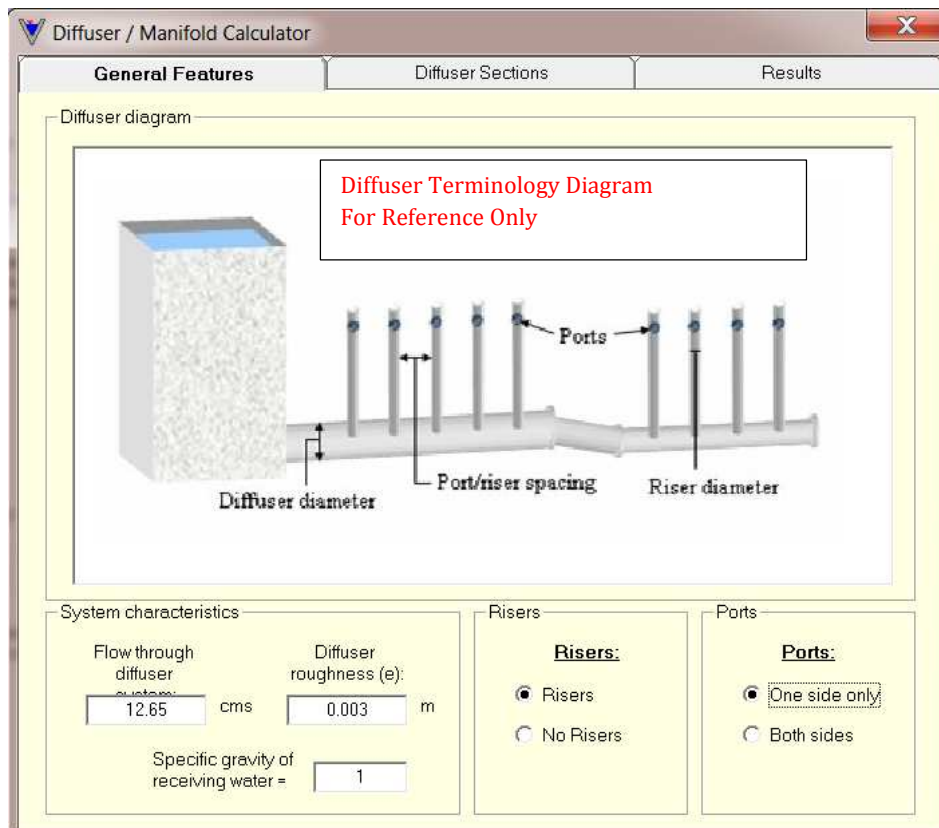 Diffuser / Manifold Calculator
X
General Features
Diffuser Sections
Results
Diffuser diagram
Diffuser Terminology Diagram
For Reference Only
Ports
Port/riser spacing
Diffuser diameter
Riser diameter
System characteristics
Flow through
diffuser
12.65
cms
Diffuser
roughness (e):
0.003
m
Specific gravity of
receiving water =
1
Risers
Risers:
Risers
No Risers
Ports
Ports:
One side only
Both sides